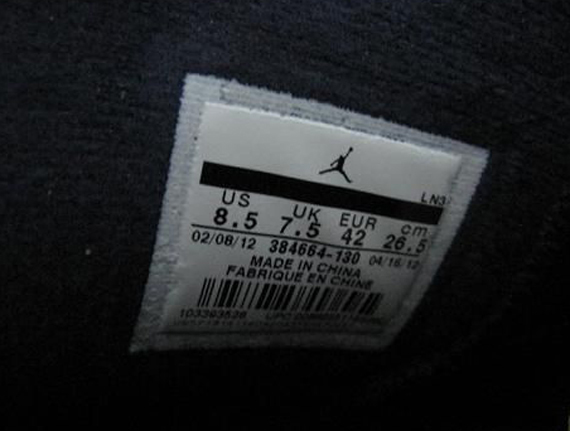 LN3
US UK EUR cm
8.5 7.5 42 26.5
02/08/12 384664-130 04/16/12
MADE IN CHINA
FABRIQUE EN CHINE
UPC